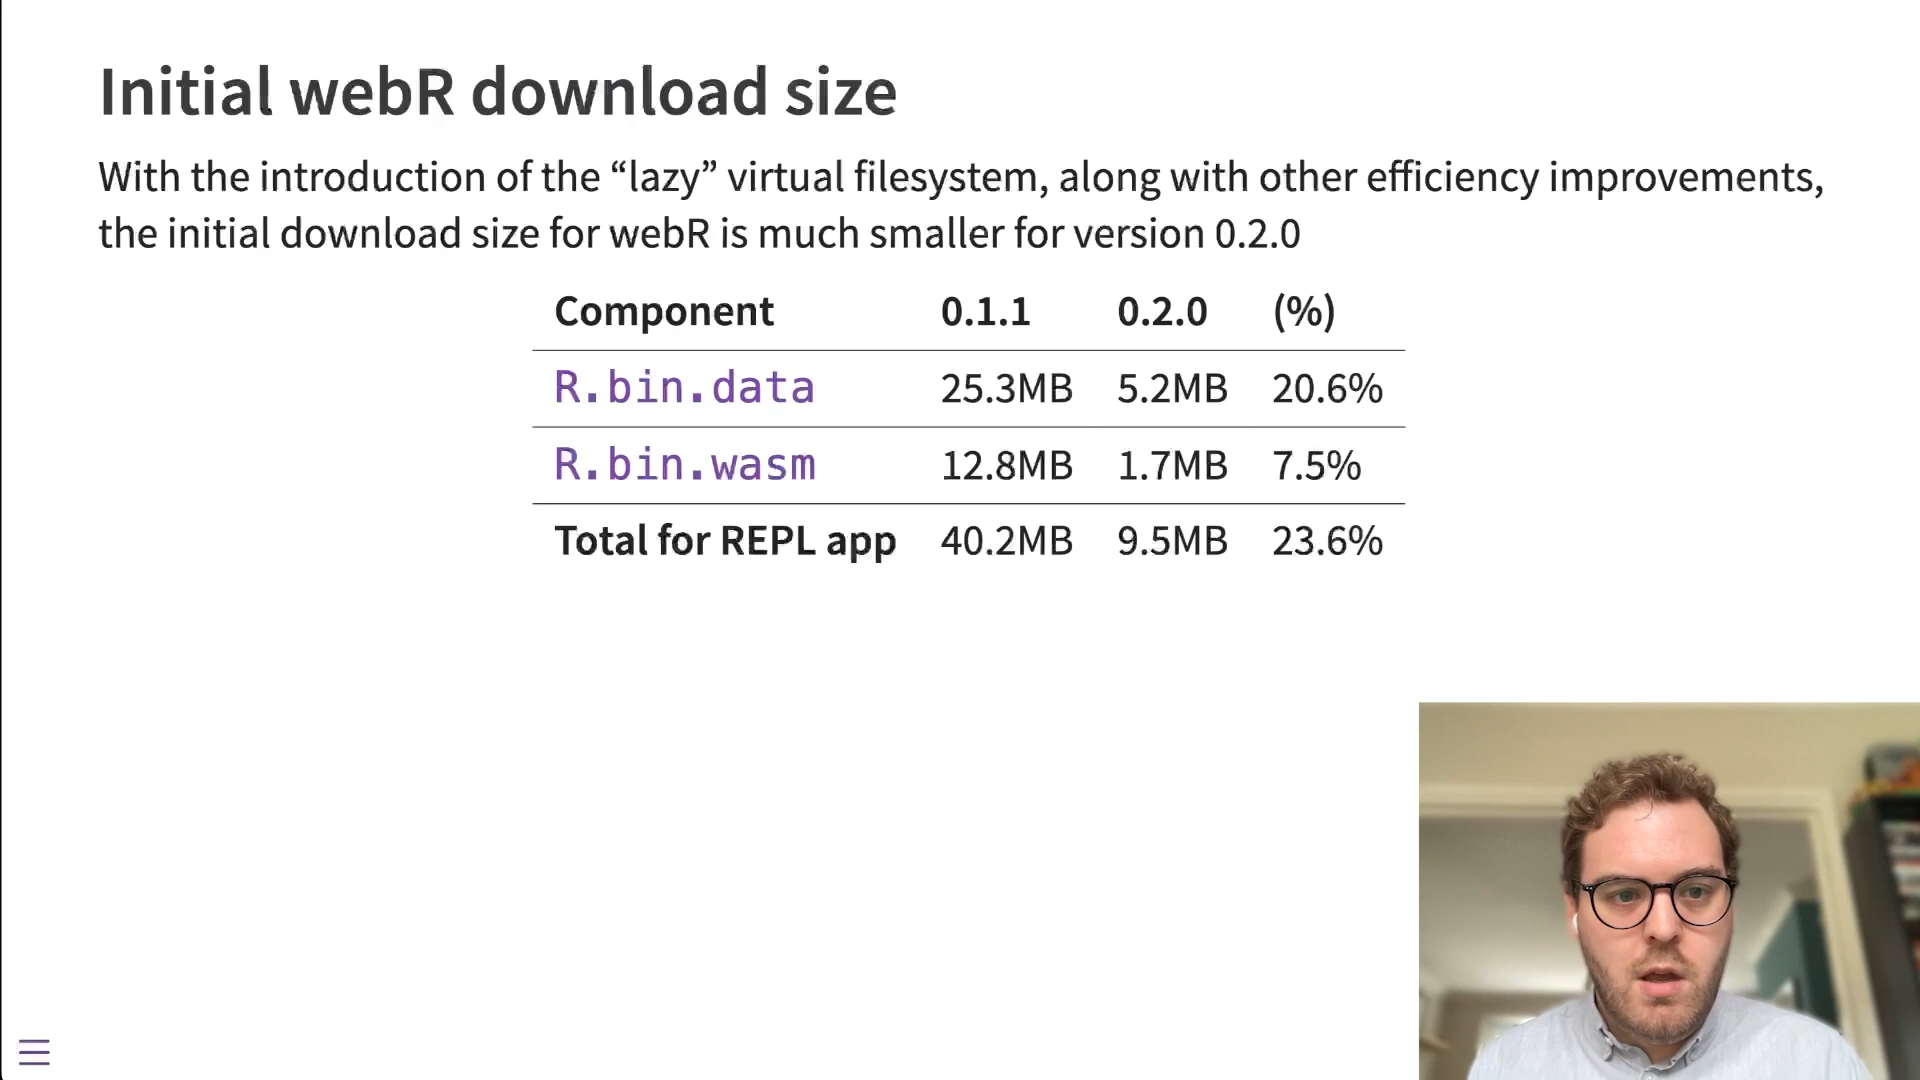 Initial webR download size
With the introduction of the “lazy” virtual filesystem, along with other efficiency improvements,
the initial download size for webR is much smaller for version 0.2.0
Component 0.1.1 0.2.0 (%)
R.bin.data 25.3MB 5.2MB 20.6%
R.bin.wasm 12.8MB 1.7MB 7.5%
Total for REPL app 40.2MB 9.5MB 23.6%